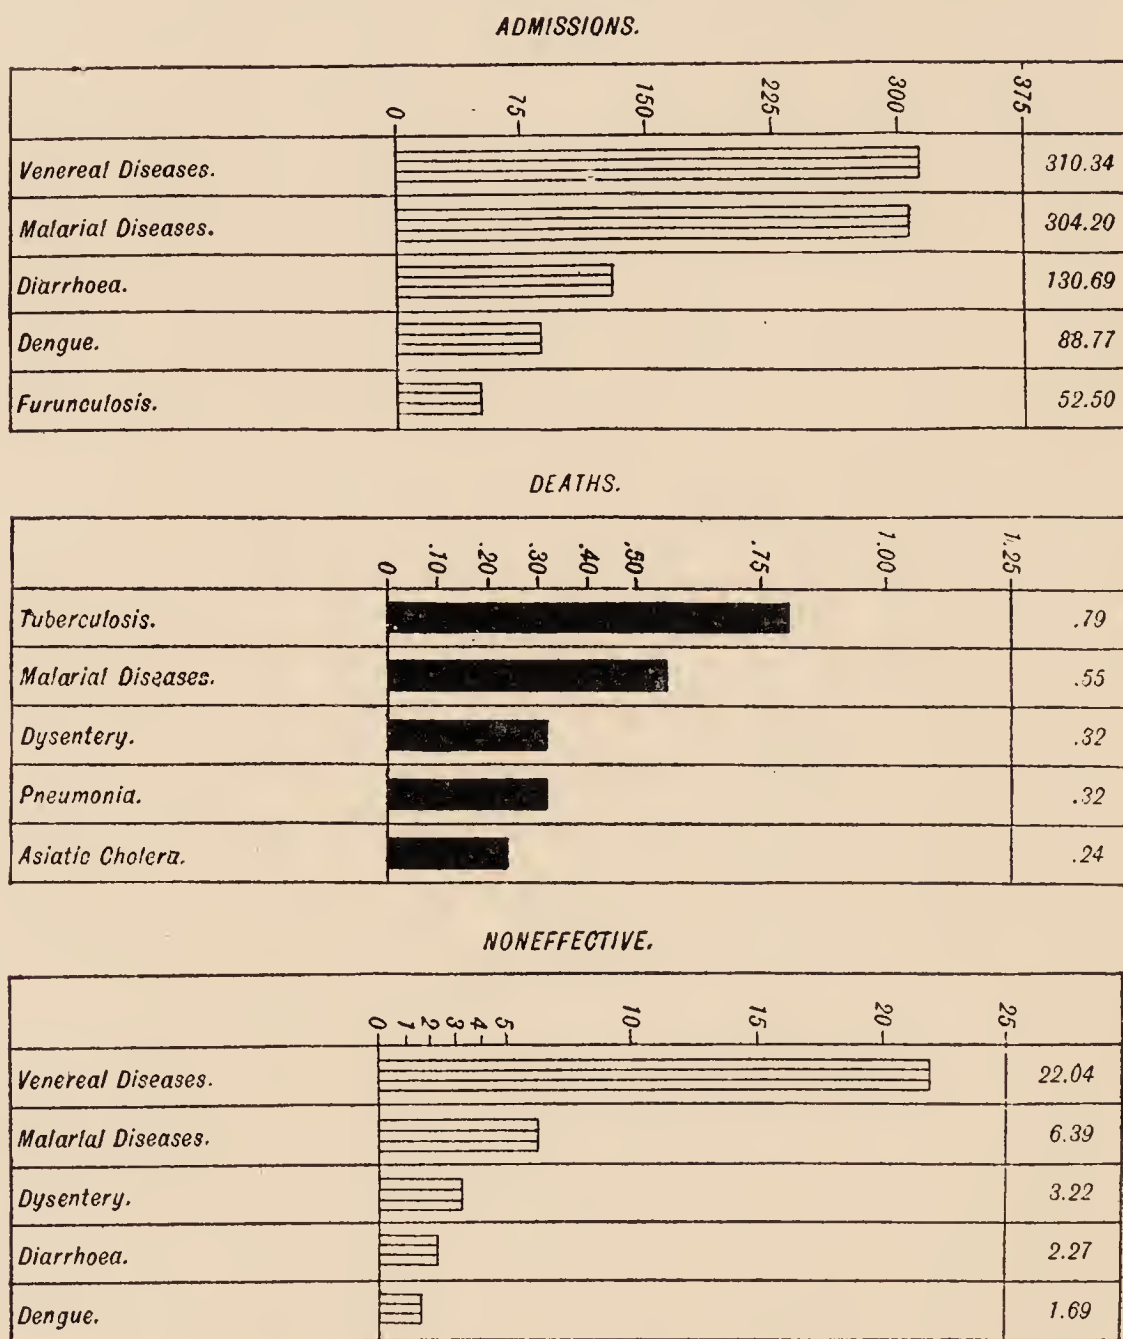 ADMISSIONS.
0 75 150 225 300 375
Venereal Diseases. 310.34
Malarial Diseases. 304.20
Diarrhoea. 130.69
Dengue. 88.77
Furunculosis. 52.50
DEATHS.
0 .10 .20 .30 .40 .50 .75 1.00 1.25
Tuberculosis. .79
Malarial Diseases. .55
Dysentery. .32
Pneumonia. .32
Asiatic Cholera. .24
NONEFFECTIVE.
0 1 2 3 4 5 10 15 20 25
Venereal Diseases. 22.04
Malarial Diseases. 6.39
Dysentery. 3.22
Diarrhoea. 2.27
Dengue. 1.69